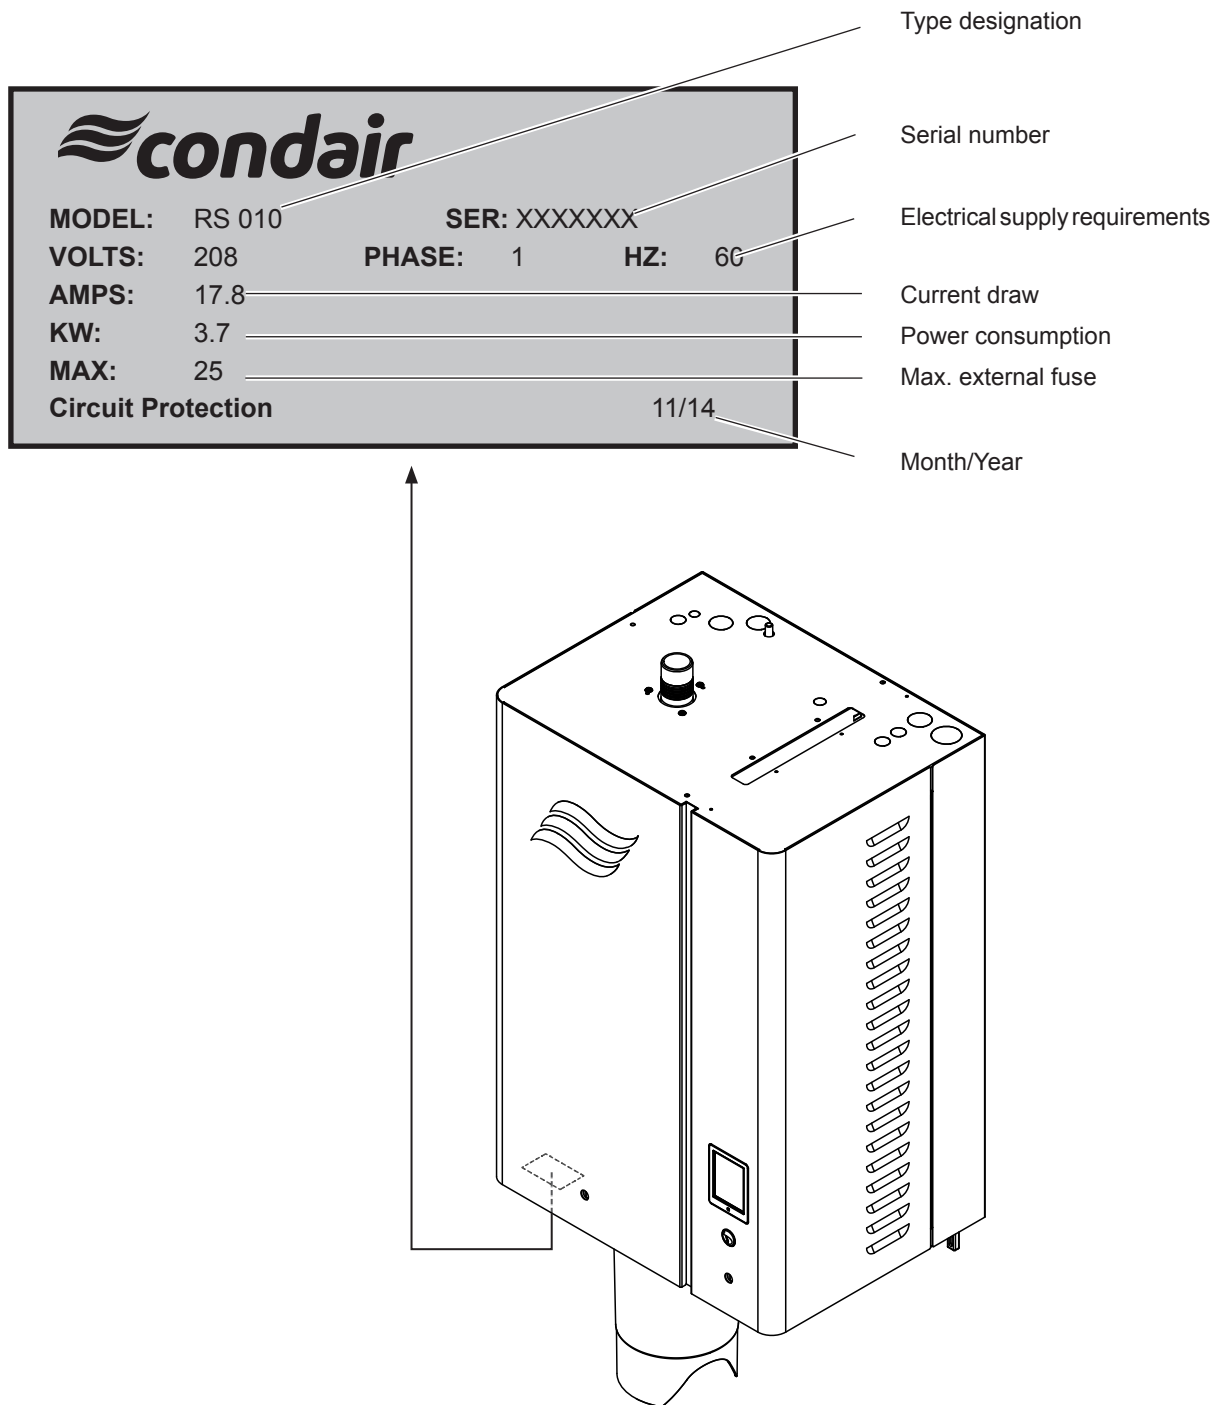 Type designation
condair
Serial number
MODEL: RS 010 SER: XXXXXXX
Electrical supply requirements
VOLTS: 208 PHASE: 1 HZ: 60
AMPS: 17.8
Current draw
KW: 3.7
Power consumption
MAX: 25
Max. external fuse
Circuit Protection 11/14
Month/Year